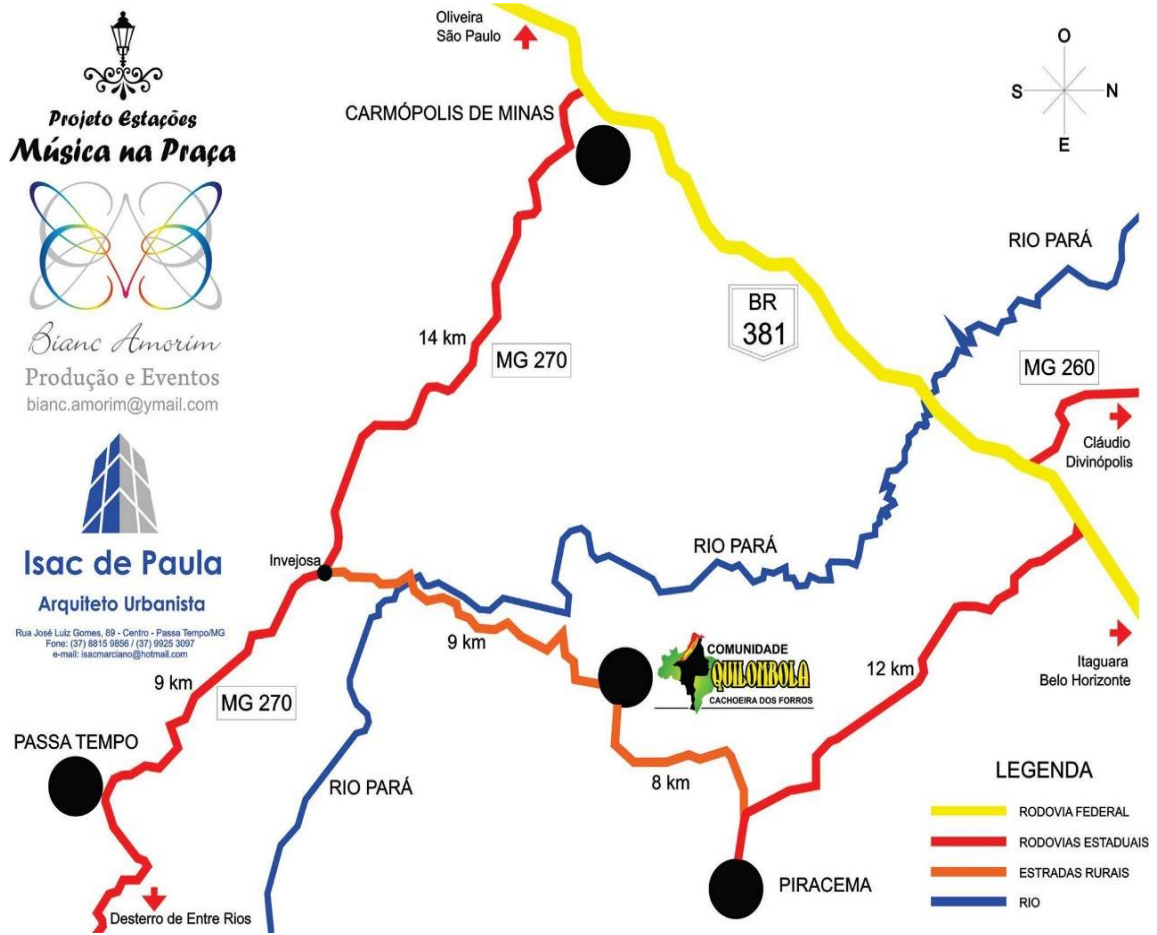 Projeto Estações
Música na Praça
Bianc Amorim
Produção e Eventos
bianc.amorim@ymail.com
Isac de Paula
Arquiteto Urbanista
Rua José Luiz Gomes, 89 - Centro - Passa Tempo/MG
Fone: (37) 8815 9856 / (37) 9925 3097
e-mail: isacmarciano@hotmail.com
Oliveira
São Paulo
CARMÓPOLIS DE MINAS
O
S
N
E
RIO PARÁ
BR
381
14 km
MG 270
MG 260
Cláudio
Divinópolis
RIO PARÁ
Invejosa
9 km
COMUNIDADE
QUILOMBOLA
CACHOEIRA DOS FORROS
12 km
Itaguara
Belo Horizonte
9 km
MG 270
PASSA TEMPO
RIO PARÁ
8 km
PIRACEMA
Desterro de Entre Rios
LEGENDA
RODOVIA FEDERAL
RODOVIAS ESTADUAIS
ESTRADAS RURAIS
RIO